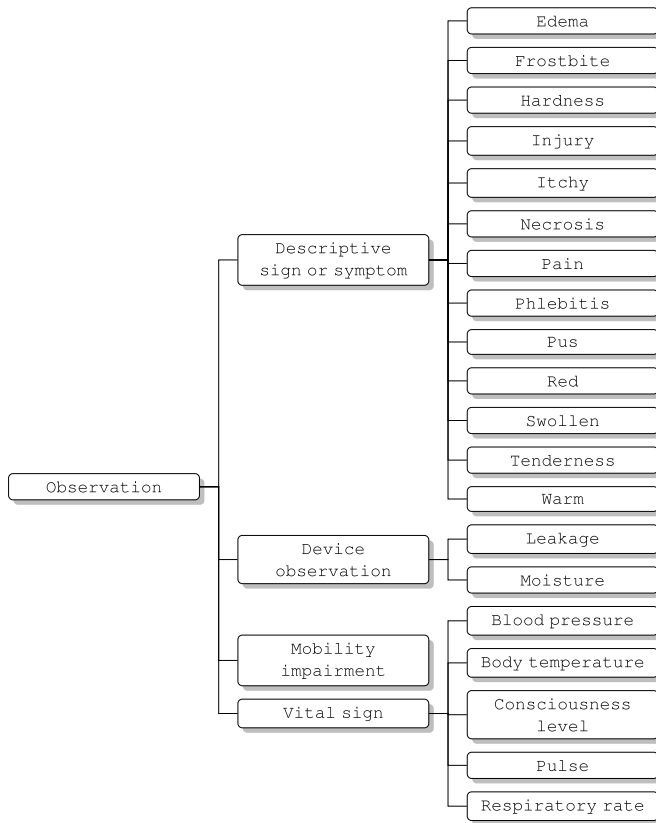 Edema
Frostbite
Hardness
Injury
Itchy
Necrosis
Descriptive
sign or symptom
Pain
Phlebitis
Pus
Red
Swollen
Tenderness
Observation
Warm
Device
observation
Leakage
Moisture
Mobility
impairment
Blood pressure
Body temperature
Vital sign
Consciousness
level
Pulse
Respiratory rate